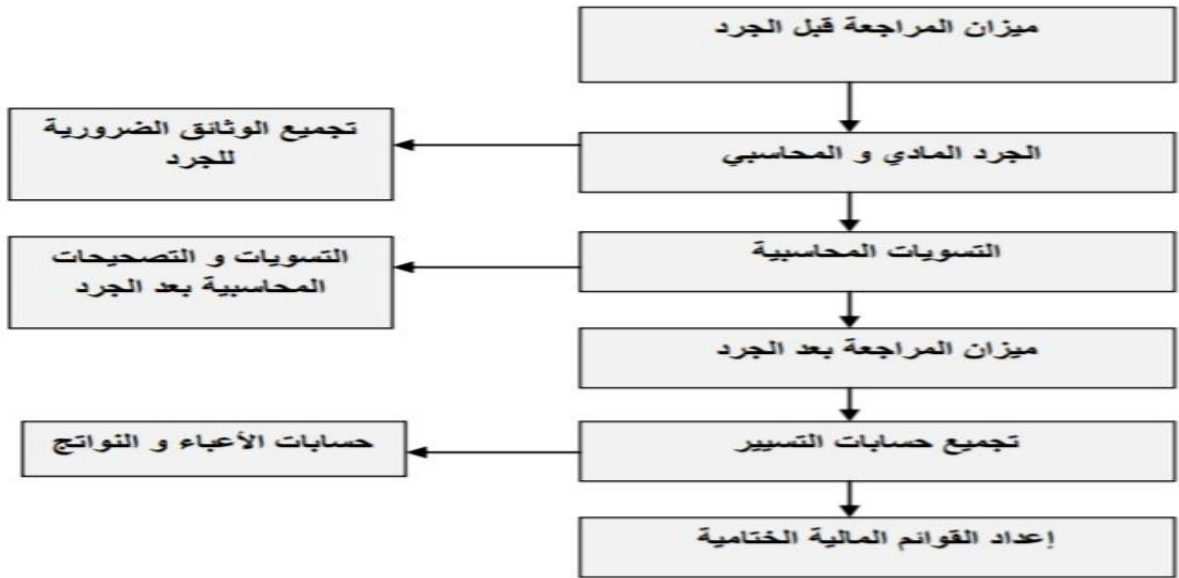 ميزان المراجعة قبل الجرد
الجرد المادي و المحاسبي
تجميع الوثائق الضرورية
للجرد
التسويات المحاسبية
التسويات و التصحيحات
المحاسبية بعد الجرد
ميزان المراجعة بعد الجرد
تجميع حسابات التسيير
حسابات الأعباء و النواتج
إعداد القوائم المالية الختامية